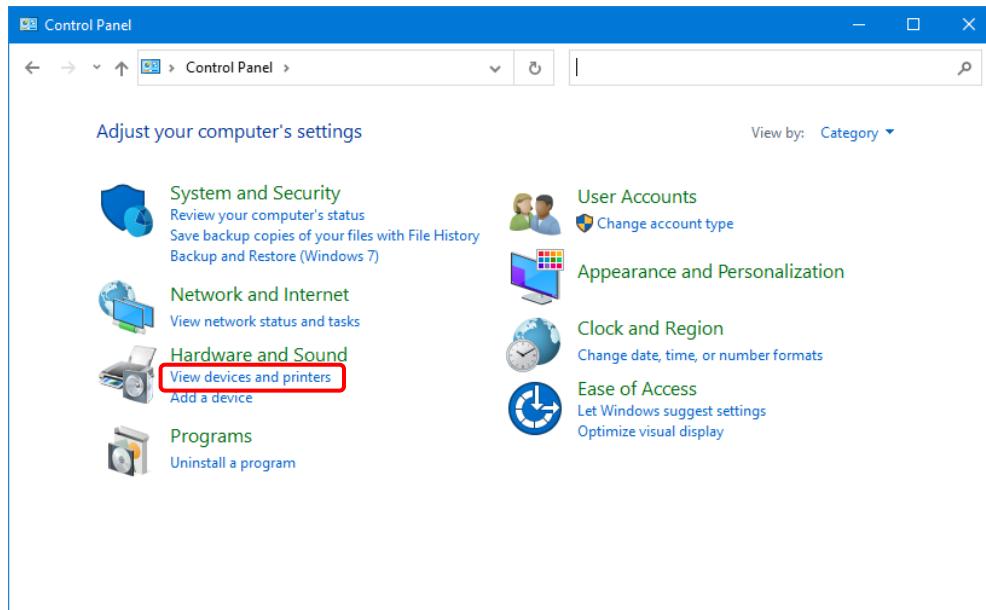 Control Panel
Control Panel
Adjust your computer's settings
View by: Category
System and Security
Review your computer's status
Save backup copies of your files with File History
Backup and Restore (Windows 7)
Network and Internet
View network status and tasks
Hardware and Sound
View devices and printers
Add a device
Programs
Uninstall a program
User Accounts
Change account type
Appearance and Personalization
Clock and Region
Change date, time, or number formats
Ease of Access
Let Windows suggest settings
Optimize visual display